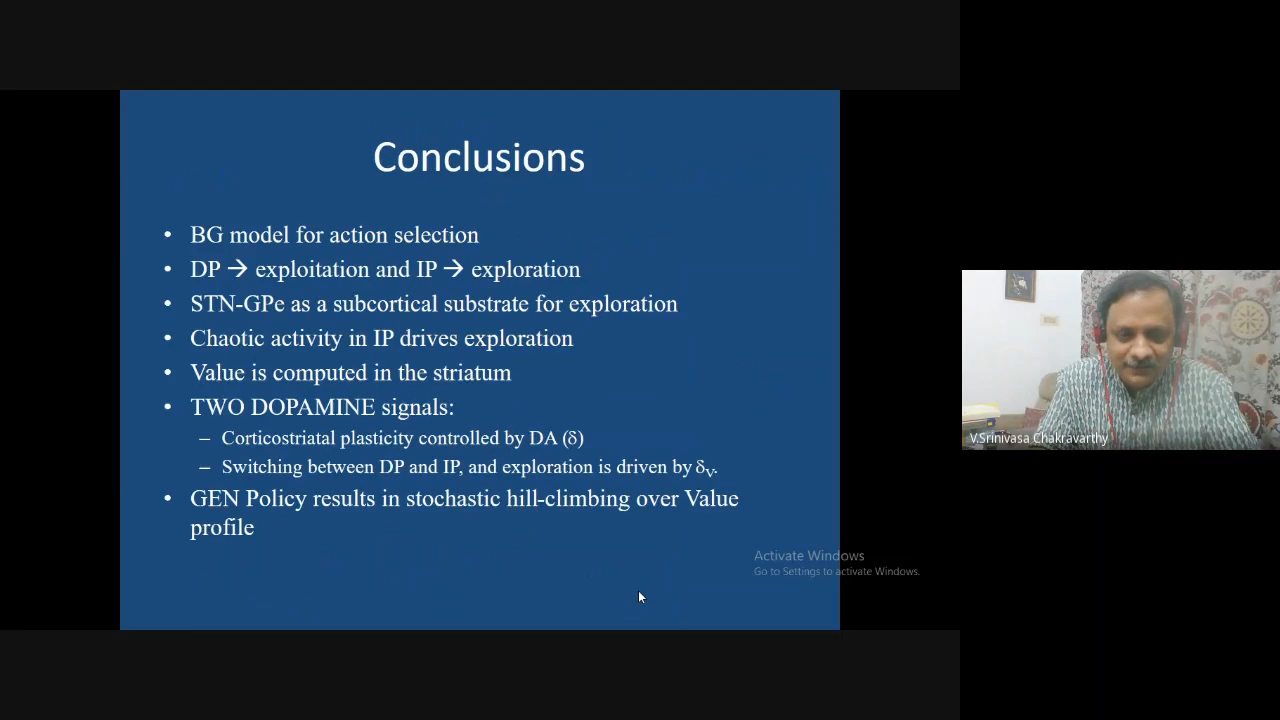 Conclusions
• BG model for action selection
• DP → exploitation and IP → exploration
• STN-GPe as a subcortical substrate for exploration
• Chaotic activity in IP drives exploration
• Value is computed in the striatum
• TWO DOPAMINE signals:
– Corticostriatal plasticity controlled by DA (δ)
– Switching between DP and IP, and exploration is driven by δV.
• GEN Policy results in stochastic hill-climbing over Value
profile
Activate Windows
Go to Settings to activate Windows.
V.Srinivasa Chakravarthy